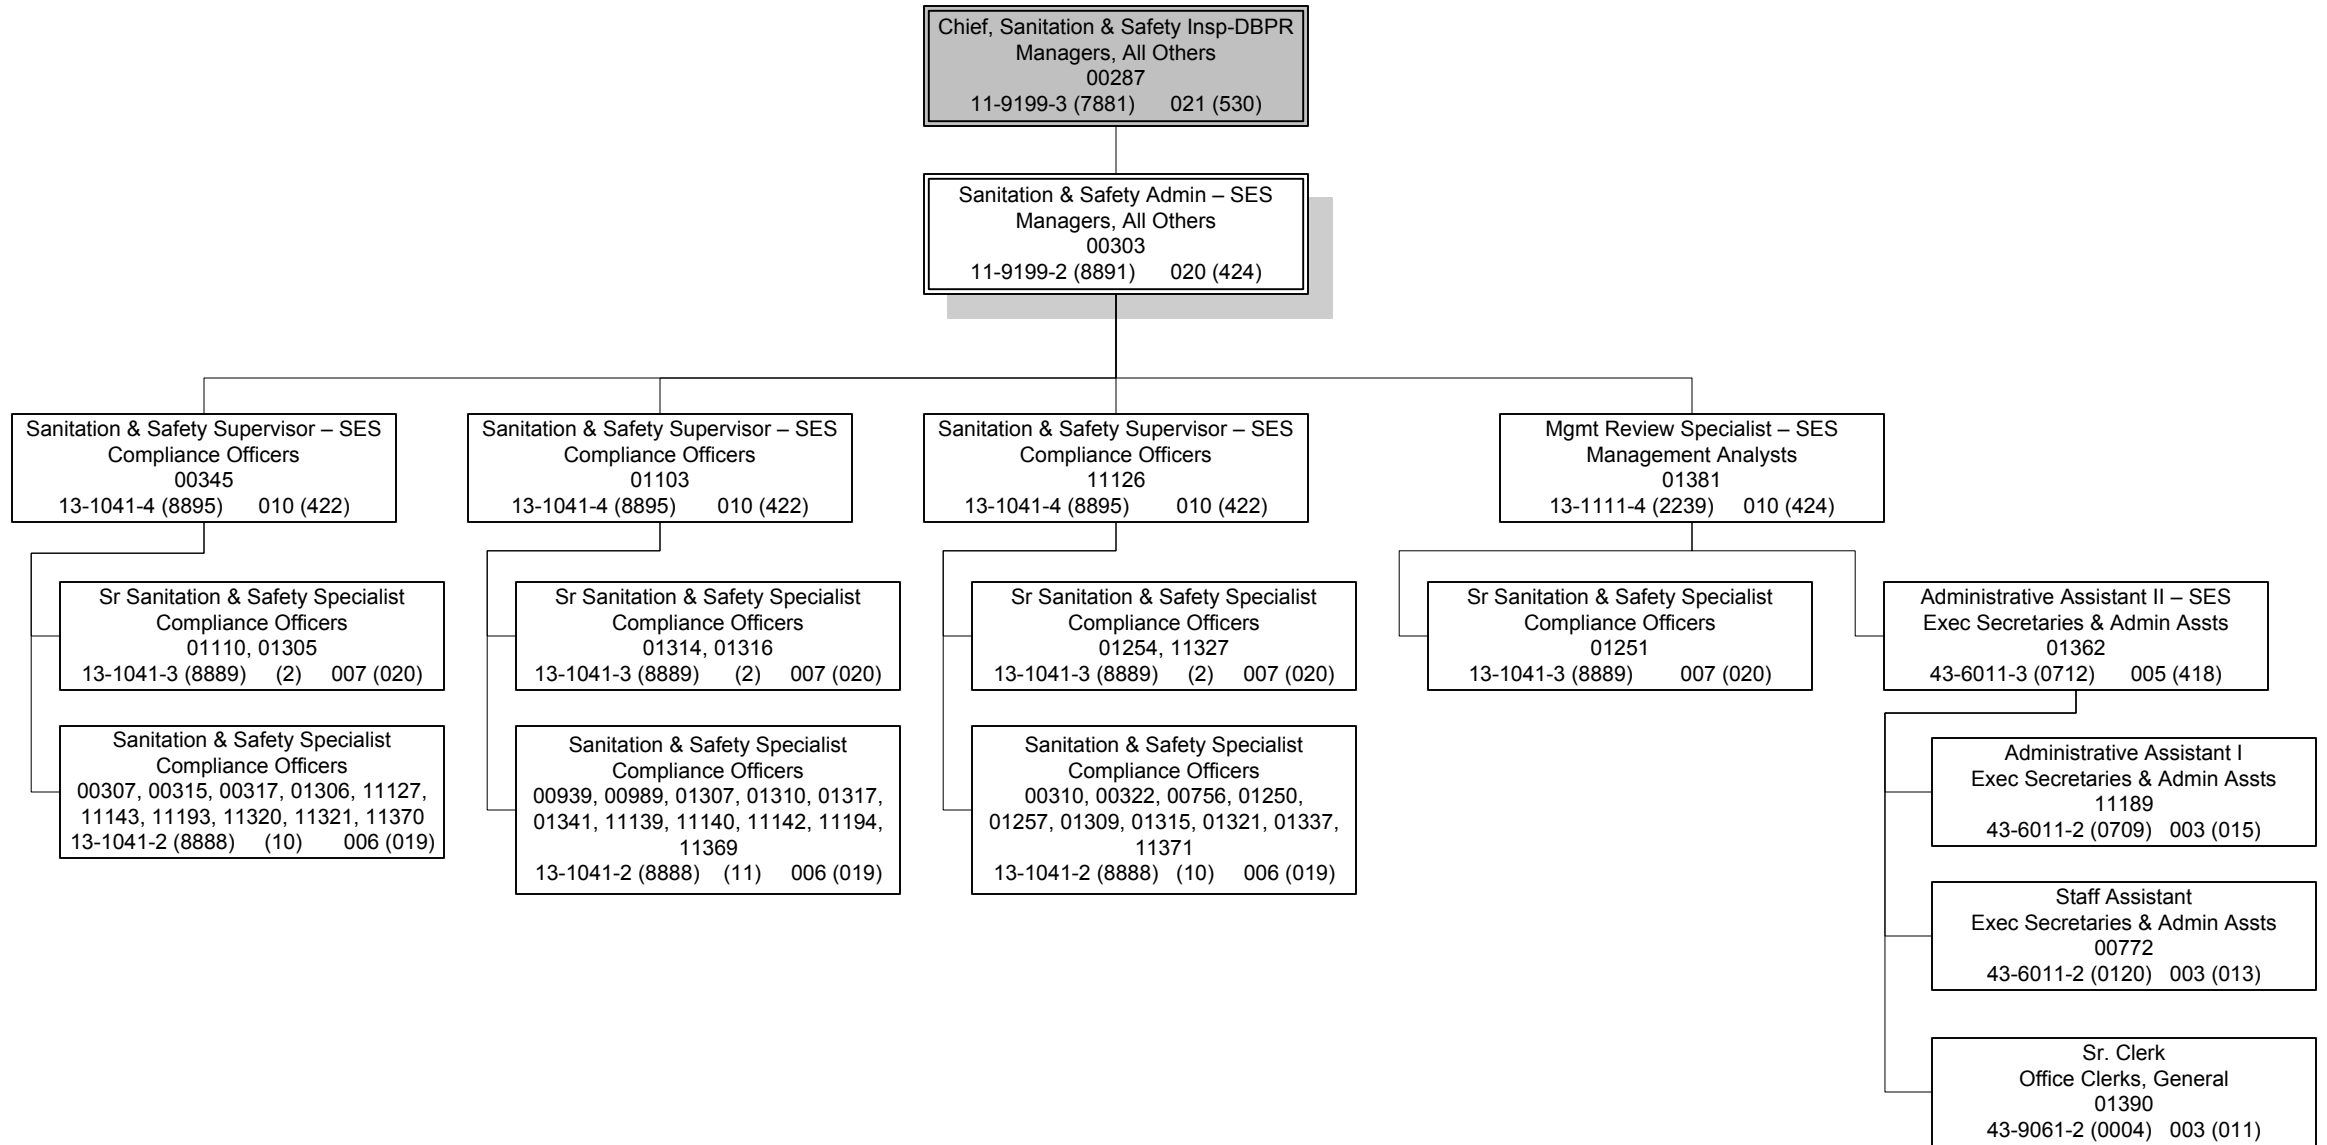 Chief, Sanitation & Safety Insp-DBPR
Managers, All Others
00287
11-9199-3 (7881) 021 (530)
Sanitation & Safety Admin – SES
Managers, All Others
00303
11-9199-2 (8891) 020 (424)
Sanitation & Safety Supervisor – SES
Compliance Officers
00345
13-1041-4 (8895) 010 (422)
Sr Sanitation & Safety Specialist
Compliance Officers
01110, 01305
13-1041-3 (8889) (2) 007 (020)
Sanitation & Safety Specialist
Compliance Officers
00307, 00315, 00317, 01306, 11127,
11143, 11193, 11320, 11321, 11370
13-1041-2 (8888) (10) 006 (019)
Sanitation & Safety Supervisor – SES
Compliance Officers
01103
13-1041-4 (8895) 010 (422)
Sr Sanitation & Safety Specialist
Compliance Officers
01314, 01316
13-1041-3 (8889) (2) 007 (020)
Sanitation & Safety Specialist
Compliance Officers
00939, 00989, 01307, 01310, 01317,
01341, 11139, 11140, 11142, 11194,
11369
13-1041-2 (8888) (11) 006 (019)
Sanitation & Safety Supervisor – SES
Compliance Officers
11126
13-1041-4 (8895) 010 (422)
Sr Sanitation & Safety Specialist
Compliance Officers
01254, 11327
13-1041-3 (8889) (2) 007 (020)
Sanitation & Safety Specialist
Compliance Officers
00310, 00322, 00756, 01250,
01257, 01309, 01315, 01321, 01337,
11371
13-1041-2 (8888) (10) 006 (019)
Mgmt Review Specialist – SES
Management Analysts
01381
13-1111-4 (2239) 010 (424)
Sr Sanitation & Safety Specialist
Compliance Officers
01251
13-1041-3 (8889) 007 (020)
Administrative Assistant II – SES
Exec Secretaries & Admin Assts
01362
43-6011-3 (0712) 005 (418)
Administrative Assistant I
Exec Secretaries & Admin Assts
11189
43-6011-2 (0709) 003 (015)
Staff Assistant
Exec Secretaries & Admin Assts
00772
43-6011-2 (0120) 003 (013)
Sr. Clerk
Office Clerks, General
01390
43-9061-2 (0004) 003 (011)